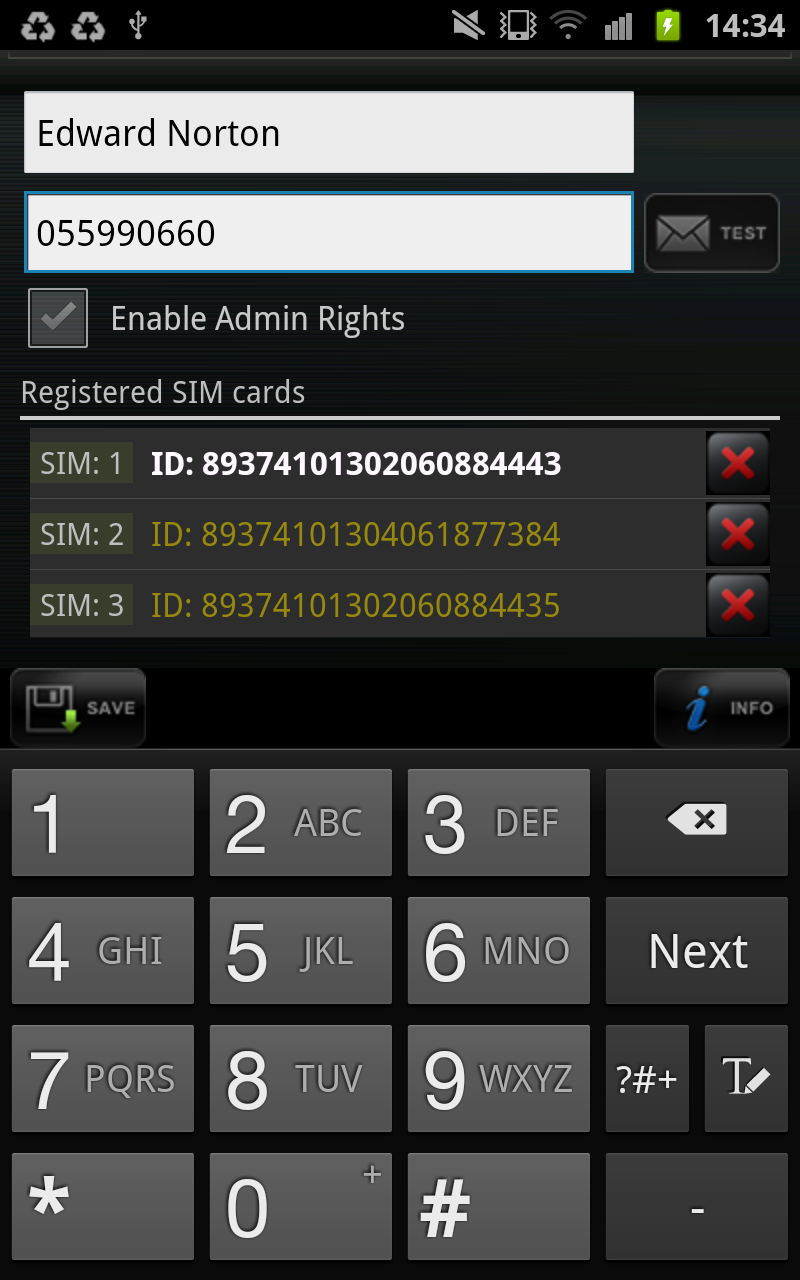 14:34
Edward Norton
055990660
TEST
Enable Admin Rights
Registered SIM cards
SIM: 1 ID: 89374101302060884443
SIM: 2 ID: 89374101304061877384
SIM: 3 ID: 89374101302060884435
SAVE
INFO
1 2 ABC 3 DEF
4 GHI 5 JKL 6 MNO Next
7 PQRS 8 TUV 9 WXYZ ?#+ T
* 0 + # -